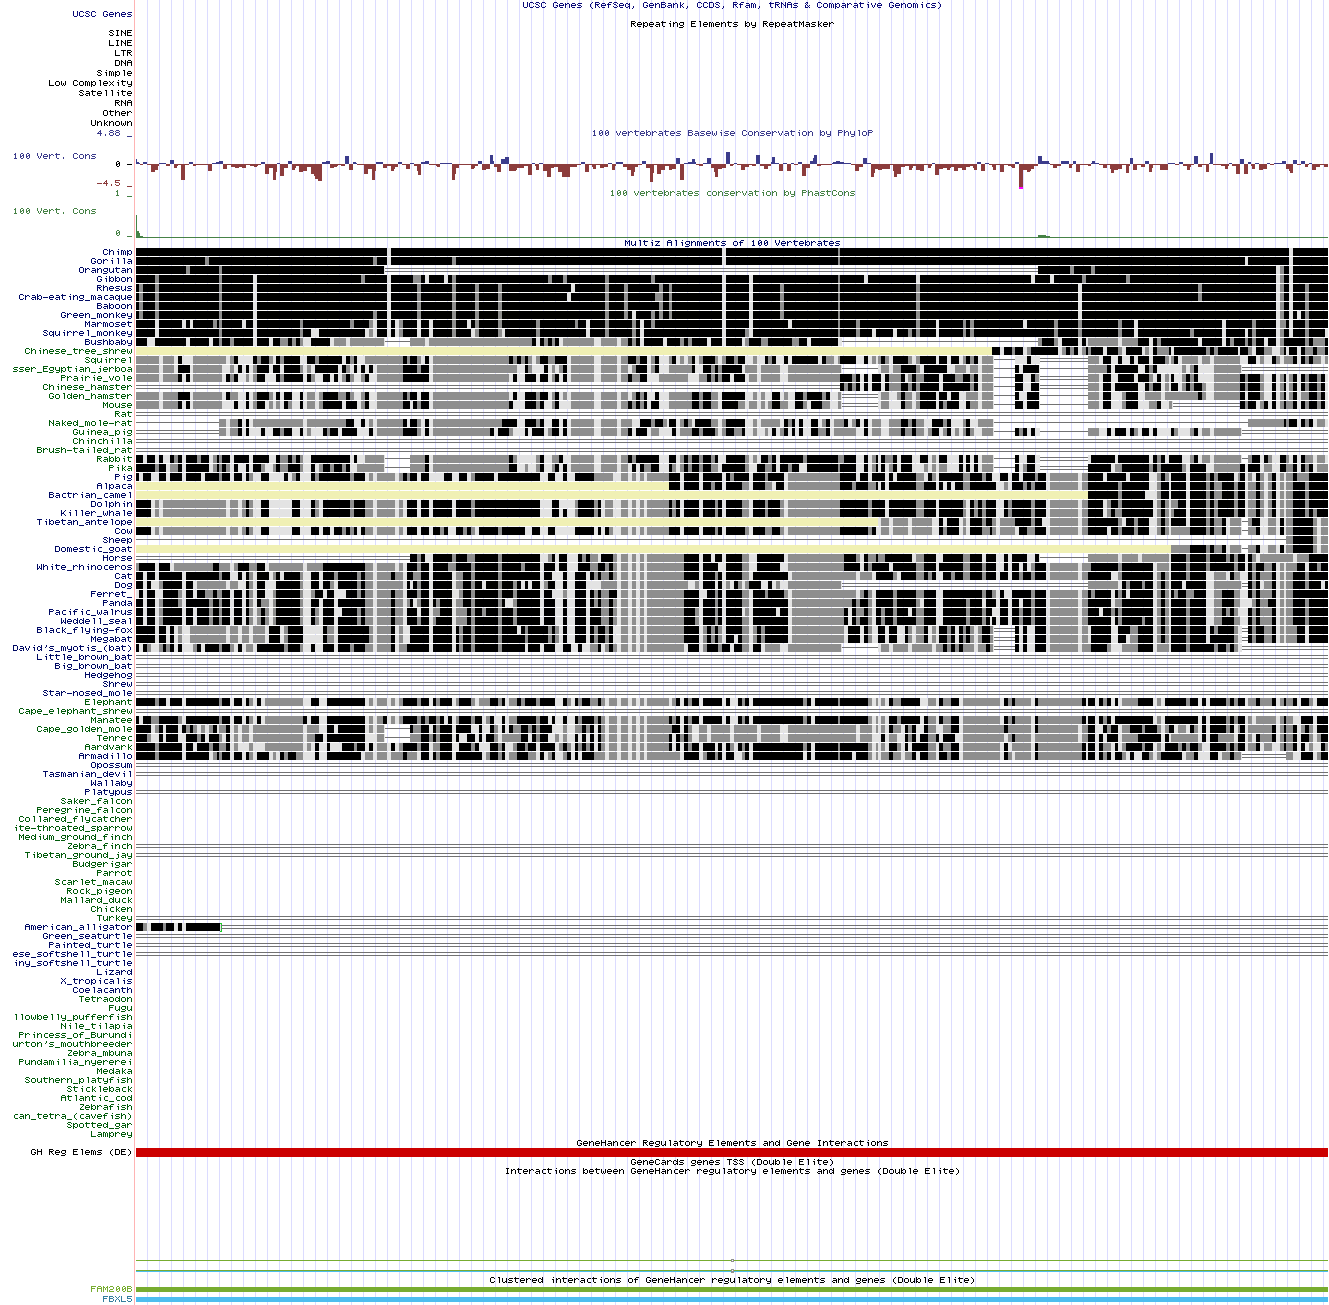 UCSC Genes (RefSeq, GenBank, CCDS, Rfam, tRNAs & Comparative Genomics)
UCSC Genes
Repeating Elements by RepeatMasker
SINE
LINE
LTR
DNA
Simple
Low Complexity
Satellite
RNA
Other
Unknown
4.88 _
100 vertebrates Basewise Conservation by PhyloP
100 Vert. Cons
0 _
-4.5 _
100 vertebrates conservation by PhastCons
1 _
100 Vert. Cons
0 _
Multiz Alignments of 100 Vertebrates
Chimp
Gorilla
Orangutan
Gibbon
Rhesus
Crab-eating_macaque
Baboon
Green_monkey
Marmoset
Squirrel_monkey
Bushbaby
Chinese_tree_shrew
Squirrel
sser_Egyptian_jerboa
Prairie_vole
Chinese_hamster
Golden_hamster
Mouse
Rat
Naked_mole-rat
Guinea_pig
Chinchilla
Brush-tailed_rat
Rabbit
Pika
Pig
Alpaca
Bactrian_camel
Dolphin
Killer_whale
Tibetan_antelope
Cow
Sheep
Domestic_goat
Horse
White_rhinoceros
Cat
Dog
Ferret_
Panda
Pacific_walrus
Weddell_seal
Black_flying-fox
Megabat
David's_myotis_(bat)
Little_brown_bat
Big_brown_bat
Hedgehog
Shrew
Star-nosed_mole
Elephant
Cape_elephant_shrew
Manatee
Cape_golden_mole
Tenrec
Aardvark
Armadillo
Opossum
Tasmanian_devil
Wallaby
Platypus
Saker_falcon
Peregrine_falcon
Collared_flycatcher
ite-throated_sparrow
Medium_ground_finch
Zebra_finch
Tibetan_ground_jay
Budgerigar
Parrot
Scarlet_macaw
Rock_pigeon
Mallard_duck
Chicken
Turkey
American_alligator
Green_seaturtle
Painted_turtle
ese_softshell_turtle
iny_softshell_turtle
Lizard
X_tropicalis
Coelacanth
Tetraodon
Fugu
llowbelly_pufferfish
Nile_tilapia
Princess_of_Burundi
urton's_mouthbreeder
Zebra_mbuna
Pundamilia_nyererei
Medaka
Southern_platyfish
Stickleback
Atlantic_cod
Zebrafish
can_tetra_(cavefish)
Spotted_gar
Lamprey
GeneHancer Regulatory Elements and Gene Interactions
GH Reg Elems (DE)
GeneCards genes TSS (Double Elite)
Interactions between GeneHancer regulatory elements and genes (Double Elite)
Clustered interactions of GeneHancer regulatory elements and genes (Double Elite)
FAM200B
FBXL5